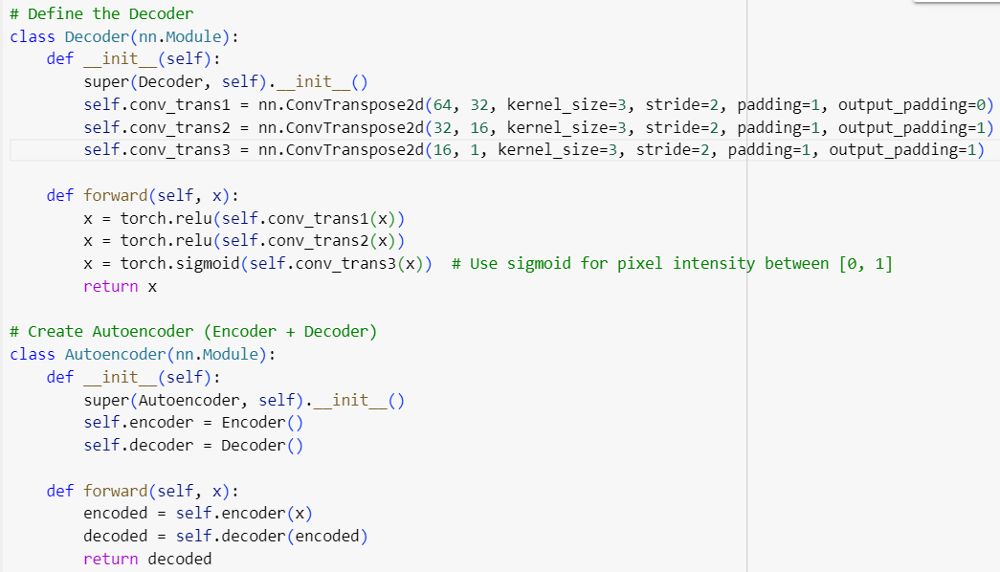 # Define the Decoder
class Decoder(nn.Module):
    def __init__(self):
        super(Decoder, self).__init__()
        self.conv_trans1 = nn.ConvTranspose2d(64, 32, kernel_size=3, stride=2, padding=1, output_padding=0)
        self.conv_trans2 = nn.ConvTranspose2d(32, 16, kernel_size=3, stride=2, padding=1, output_padding=1)
        self.conv_trans3 = nn.ConvTranspose2d(16, 1, kernel_size=3, stride=2, padding=1, output_padding=1)

    def forward(self, x):
        x = torch.relu(self.conv_trans1(x))
        x = torch.relu(self.conv_trans2(x))
        x = torch.sigmoid(self.conv_trans3(x))  # Use sigmoid for pixel intensity between [0, 1]
        return x

# Create Autoencoder (Encoder + Decoder)
class Autoencoder(nn.Module):
    def __init__(self):
        super(Autoencoder, self).__init__()
        self.encoder = Encoder()
        self.decoder = Decoder()

    def forward(self, x):
        encoded = self.encoder(x)
        decoded = self.decoder(encoded)
        return decoded